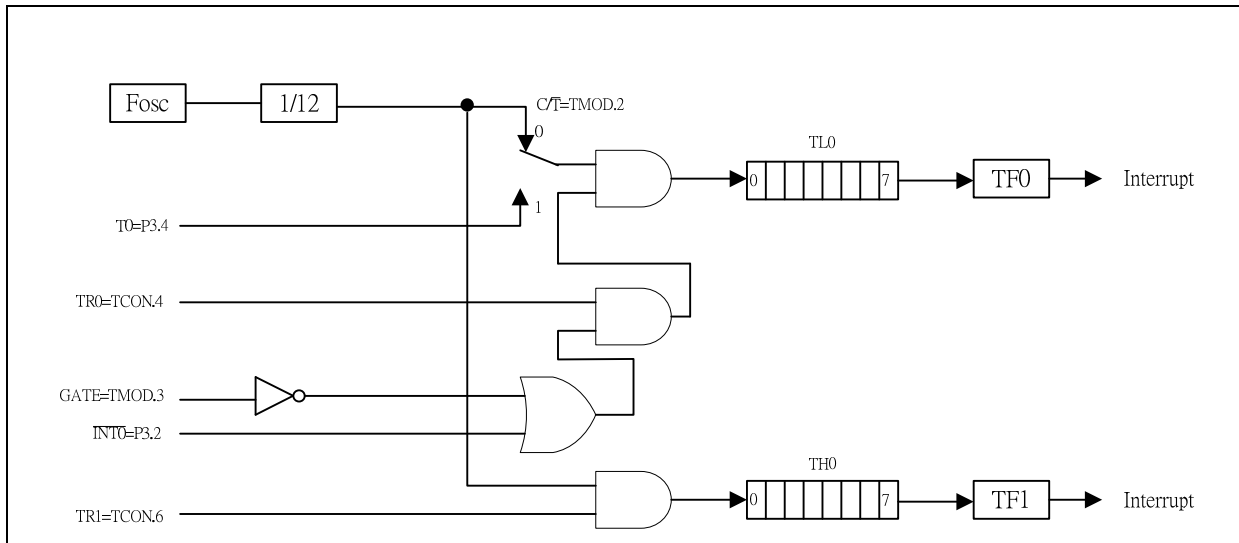 Fosc
1/12
C/T̅=TMOD.2
0
1
T0=P3.4
TL0
0
7
TF0
Interrupt
TR0=TCON.4
GATE=TMOD.3
I̅N̅T̅0̅=P3.2
TH0
0
7
TF1
Interrupt
TR1=TCON.6